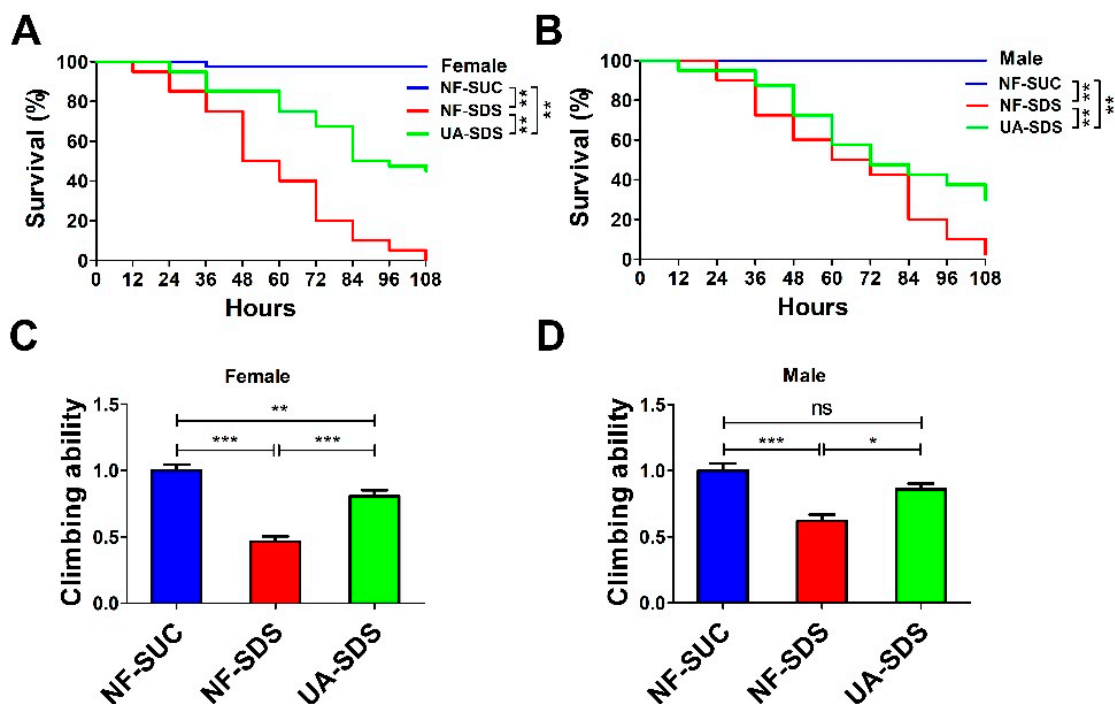 A
Survival (%)
100
80
60
40
20
0
0 12 24 36 48 60 72 84 96 108
Hours
Female
NF-SUC
NF-SDS
UA-SDS
**
**
**
B
Survival (%)
100
80
60
40
20
0
0 12 24 36 48 60 72 84 96 108
Hours
Male
NF-SUC
NF-SDS
UA-SDS
**
**
**
C
Female
Climbing ability
1.5
1.0
0.5
0.0
**
*** ***
NF-SUC NF-SDS UA-SDS
D
Male
Climbing ability
1.5
1.0
0.5
0.0
ns
*** *
NF-SUC NF-SDS UA-SDS